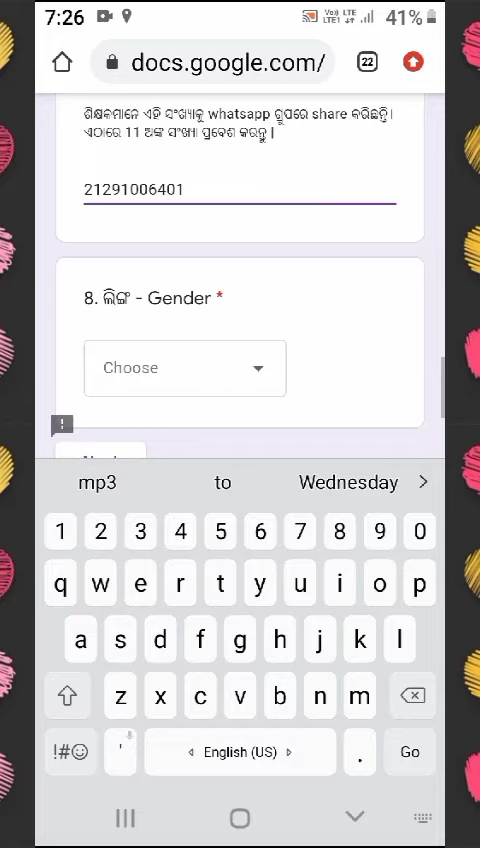 7:26
Vo)) LTE
LTE1
41%
docs.google.com/
22
ଶିକ୍ଷକମାନେ ଏହି ସଂଖ୍ୟାକୁ whatsapp ଗ୍ରୁପରେ share କରିଛନ୍ତି।
ଏଠାରେ 11 ଅଙ୍କ ସଂଖ୍ୟା ପ୍ରବେଶ କରନ୍ତୁ |
21291006401
8. ଲିଙ୍ଗ - Gender *
Choose
mp3 to Wednesday >
1 2 3 4 5 6 7 8 9 0
q w e r t y u i o p
a s d f g h j k l
z x c v b n m
!#☺ ' English (US) . Go